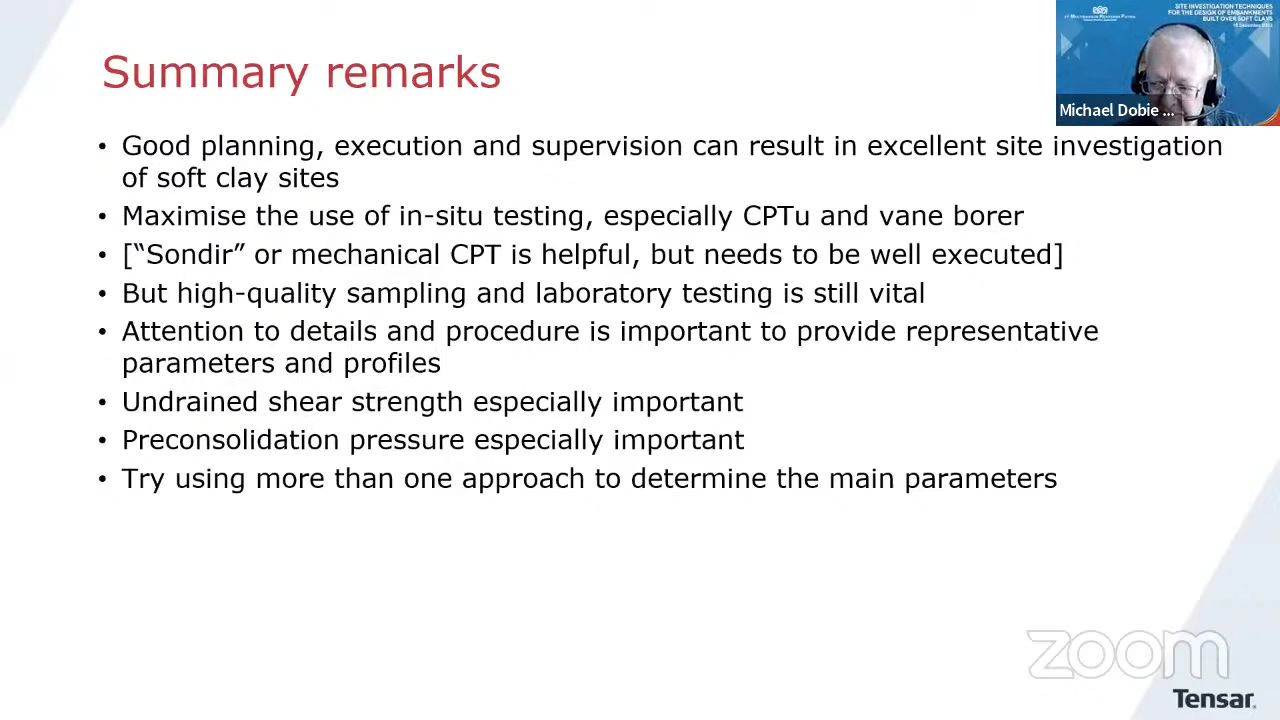 SITE INVESTIGATION TECHNIQUES
FOR THE DESIGN OF EMBANKMENTS
BUILT OVER SOFT CLAYS
Michael Dobie ...
Summary remarks
• Good planning, execution and supervision can result in excellent site investigation
of soft clay sites
• Maximise the use of in-situ testing, especially CPTu and vane borer
• [“Sondir” or mechanical CPT is helpful, but needs to be well executed]
• But high-quality sampling and laboratory testing is still vital
• Attention to details and procedure is important to provide representative
parameters and profiles
• Undrained shear strength especially important
• Preconsolidation pressure especially important
• Try using more than one approach to determine the main parameters
zoom
Tensar